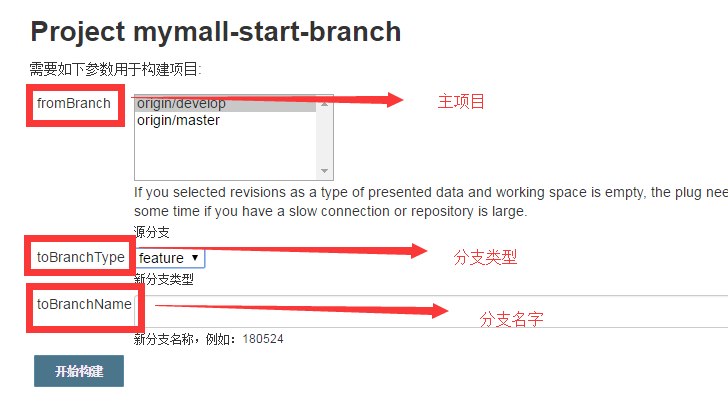 Project mymall-start-branch
需要如下参数用于构建项目:
fromBranch
origin/develop
主项目
origin/master
If you selected revisions as a type of presented data and working space is empty, the plug nee
some time if you have a slow connection or repository is large.
源分支
toBranchType
feature
分支类型
新分支类型
toBranchName
分支名字
新分支名称，例如：180524
开始构建